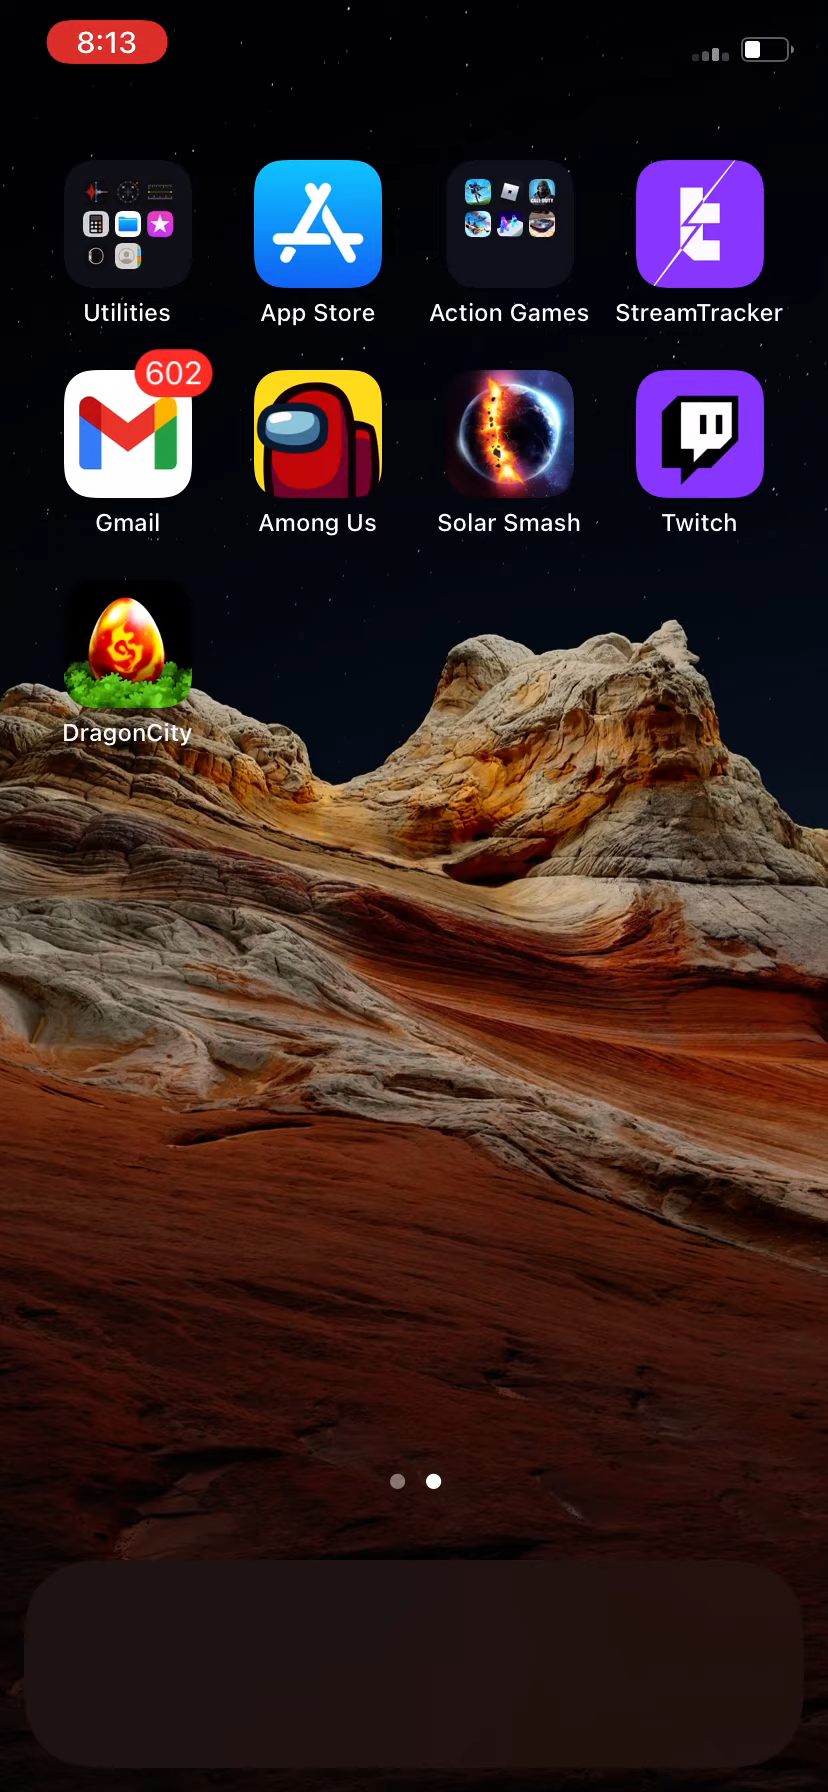 8:13
Utilities
App Store
Action Games
StreamTracker
602
Gmail
Among Us
Solar Smash
Twitch
DragonCity